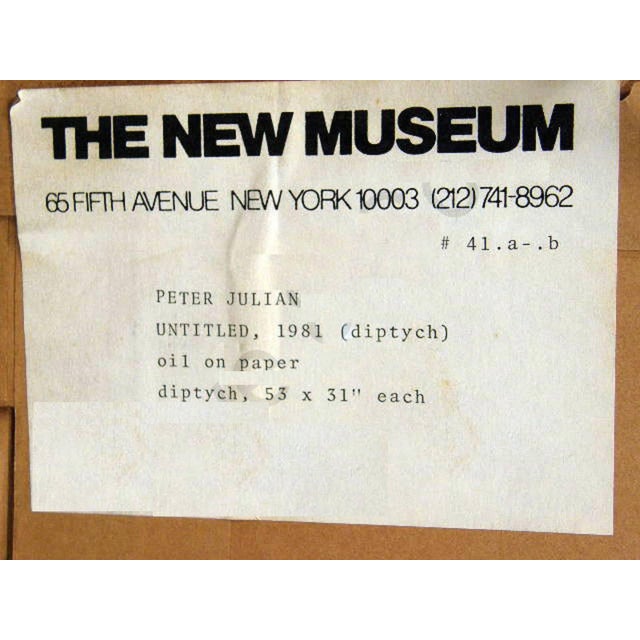 THE NEW MUSEUM
65 FIFTH AVENUE NEW YORK 10003 (212) 741-8962
# 41.a-.b
PETER JULIAN
UNTITLED, 1981 (diptych)
oil on paper
diptych, 53 x 31" each